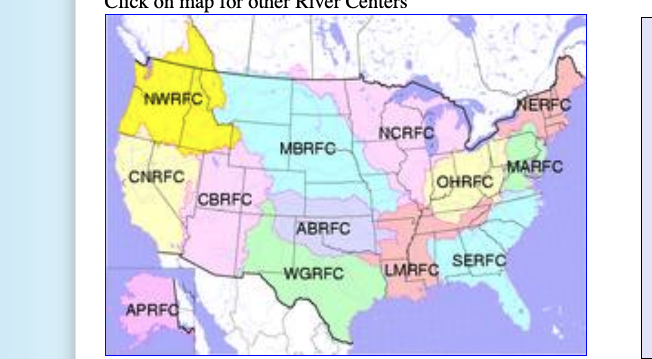 Click on map for other River Centers
NWRFC
NERFC
NCRFC
MBRFC
MARFC
CNRFC
OHRFC
CBRFC
ABRFC
SERFC
WGRFC
LMRFC
APRFC